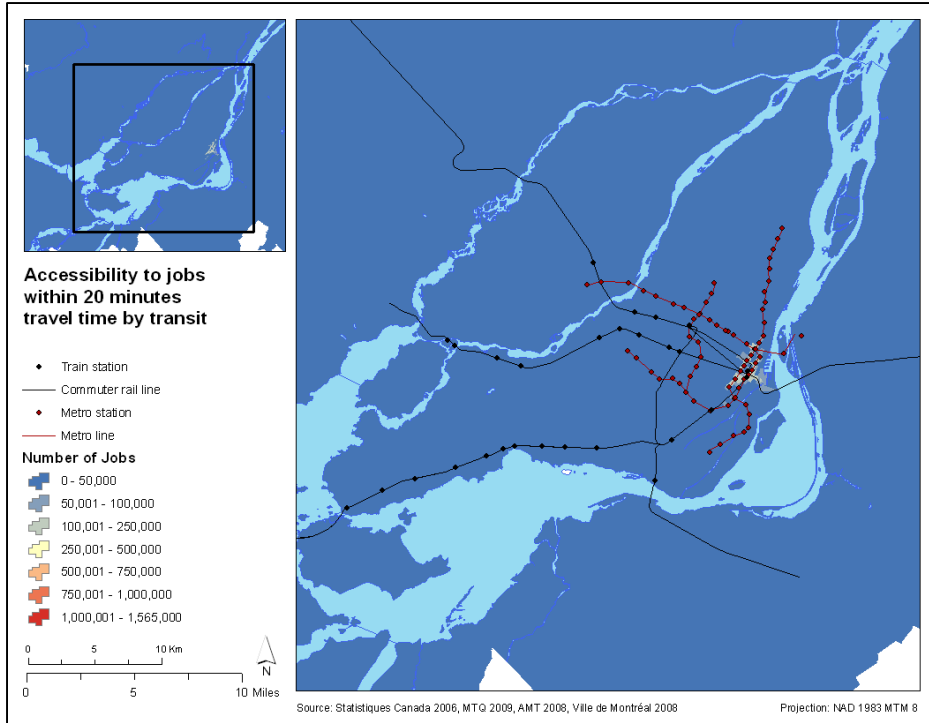 Accessibility to jobs
within 20 minutes
travel time by transit
Train station
Commuter rail line
Metro station
Metro line
Number of Jobs
0 - 50,000
50,001 - 100,000
100,001 - 250,000
250,001 - 500,000
500,001 - 750,000
750,001 - 1,000,000
1,000,001 - 1,565,000
0 5 10 Km
N
0 5 10 Miles
Source: Statistiques Canada 2006, MTQ 2009, AMT 2008, Ville de Montréal 2008
Projection: NAD 1983 MTM 8